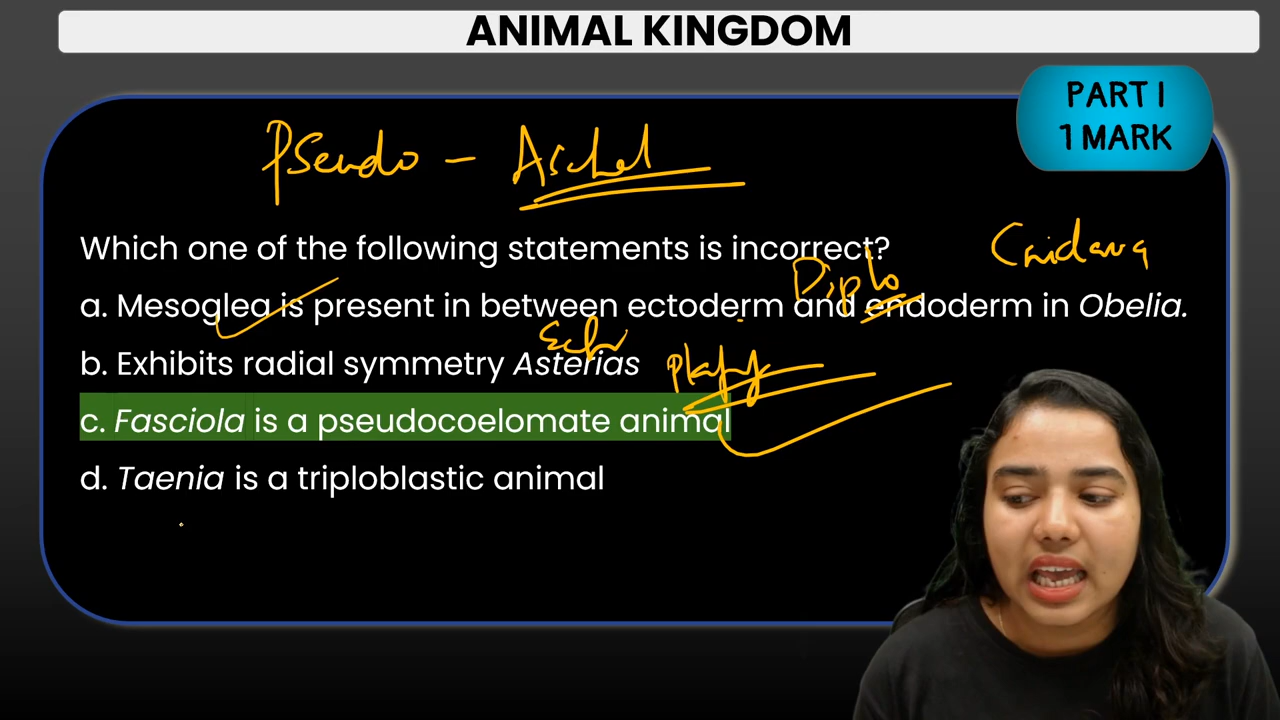 ANIMAL KINGDOM
PART I
1 MARK
Pseudo - Aschel
Which one of the following statements is incorrect?
Cnidaria
Diplo
a. Mesoglea is present in between ectoderm and endoderm in Obelia.
Echi
b. Exhibits radial symmetry Asterias
c. Fasciola is a pseudocoelomate animal
d. Taenia is a triploblastic animal